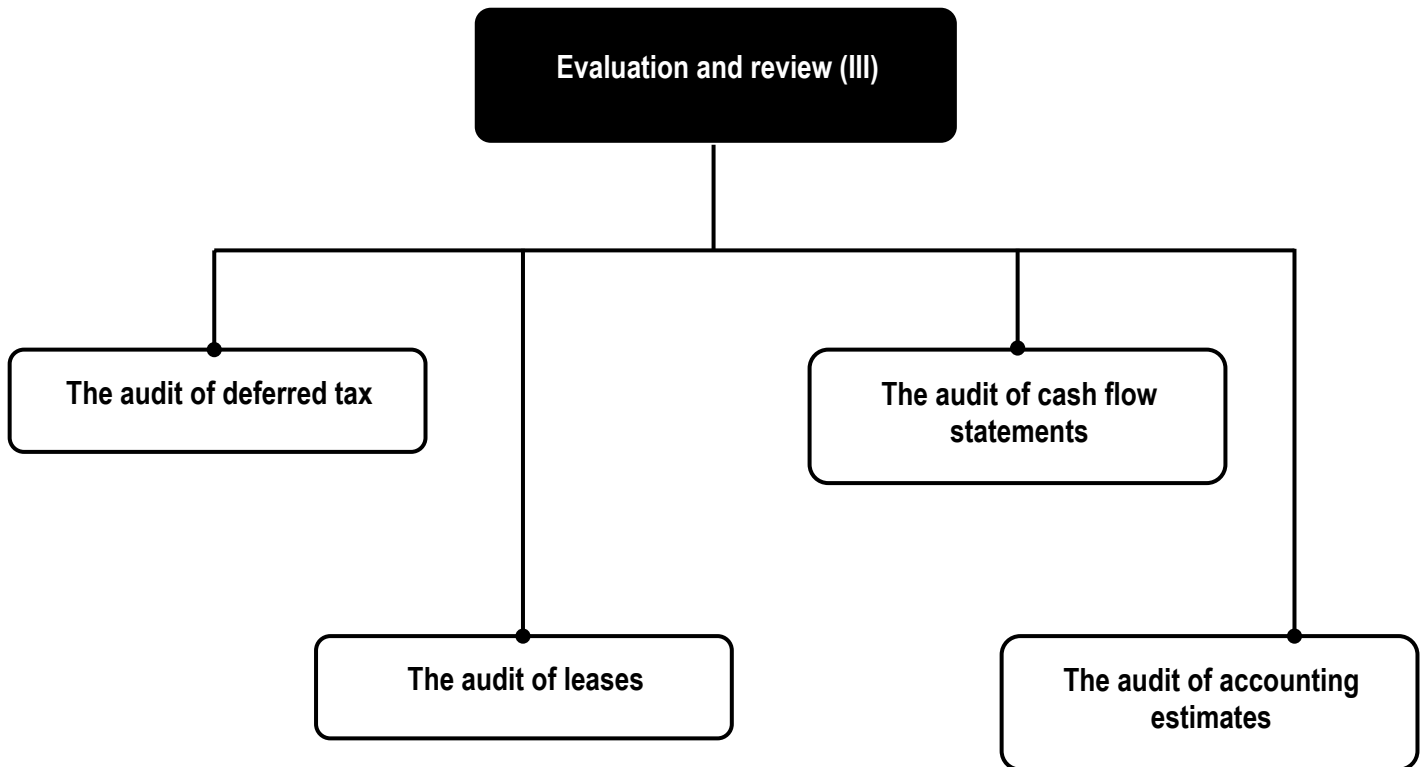 Evaluation and review (III)
The audit of deferred tax
The audit of cash flow
statements
The audit of leases
The audit of accounting
estimates